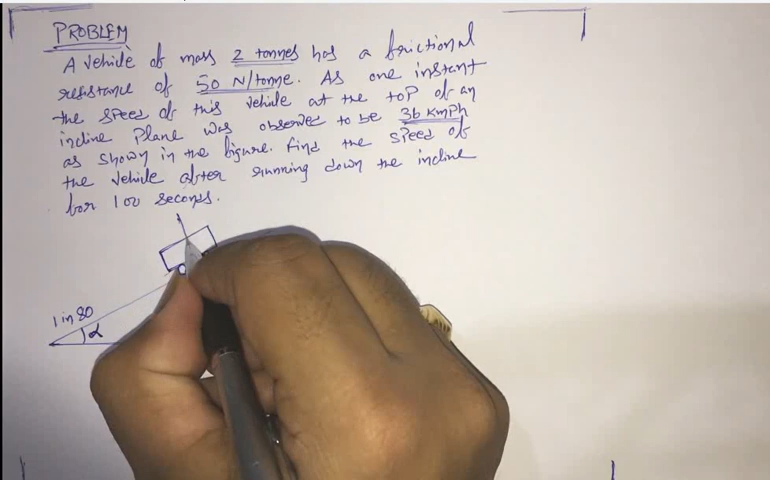 PROBLEM
A vehicle of mass 2 tonnes has a frictional
resistance of 50 N/tonne. As one instant
the speed of this vehicle at the top of an
incline plane was observed to be 36 kmph
as shown in the figure. Find the speed of
the vehicle after running down the incline
for 100 seconds.
1 in 80
α